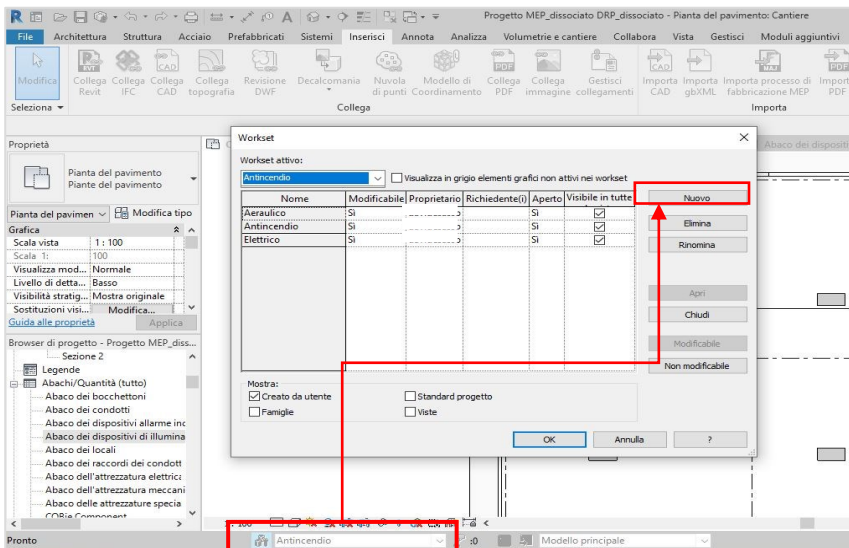 Progetto MEP_dissociato DRP_dissociato - Pianta del pavimento: Cantiere
File Architettura Struttura Acciaio Prefabbricati Sistemi Inserisci Annota Analizza Volumetrie e cantiere Collabora Vista Gestisci Moduli aggiuntivi
Modifica
Collega Revit
Collega IFC
Collega CAD
Collega topografia
Revisione DWF
Decalcomania
Nuvola di punti
Modello di Coordinamento
Collega PDF
Collega immagine
Gestisci collegamenti
Importa CAD
Importa gbXML
Importa processo di fabbricazione MEP
PDF
Seleziona
Collega
Importa
Proprietà
Pianta del pavimento
Piante del pavimento
Pianta del pavimen
Modifica tipo
Grafica
Scala vista 1 : 100
Scala 1: 100
Visualizza mod... Normale
Livello di detta... Basso
Visibilità stratig... Mostra originale
Sostituzioni visi... Modifica...
Guida alle proprietà
Applica
Browser di progetto - Progetto MEP_diss...
Sezione 2
Legende
Abachi/Quantità (tutto)
Abaco dei bocchettoni
Abaco dei condotti
Abaco dei dispositivi allarme inc
Abaco dei dispositivi di illumina
Abaco dei locali
Abaco dei raccordi dei condott
Abaco dell'attrezzatura elettrica
Abaco dell'attrezzatura meccani
Abaco delle attrezzature specia
COBie Component
Pronto
Workset
Abaco dei dispositi
Workset attivo:
Antincendio
Visualizza in grigio elementi grafici non attivi nei workset
Nome Modificabile Proprietario Richiedente(i) Aperto Visibile in tutte
Aeraulico Sì Sì
Antincendio Sì Sì
Elettrico Sì Sì
Nuovo
Elimina
Rinomina
Apri
Chiudi
Modificabile
Non modificabile
Mostra:
Creato da utente
Standard progetto
Famiglie
Viste
OK
Annulla
?
Antincendio
:0
Modello principale